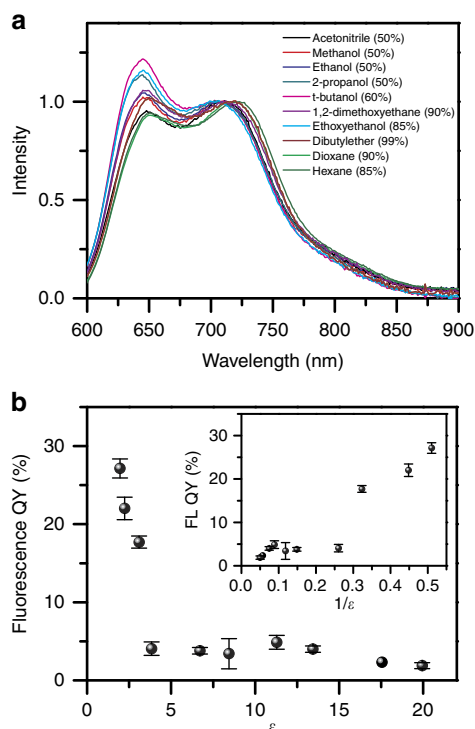 a
Acetonitrile (50%)
Methanol (50%)
Ethanol (50%)
2-propanol (50%)
t-butanol (60%)
1,2-dimethoxyethane (90%)
Ethoxyethanol (85%)
Dibutylether (99%)
Dioxane (90%)
Hexane (85%)
1.0
0.5
0.0
Intensity
600 650 700 750 800 850 900
Wavelength (nm)
b
30
25
20
15
10
5
0
Fluorescence QY (%)
30
20
10
0
FL QY (%)
0.0 0.1 0.2 0.3 0.4 0.5
1/ε
0 5 10 15 20
ε